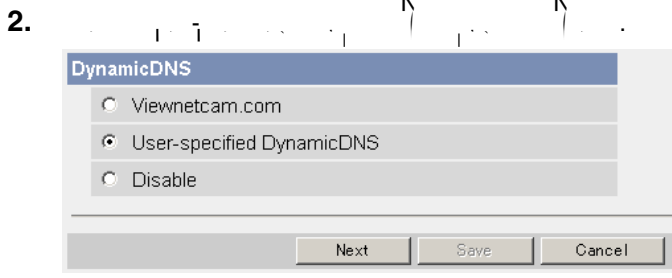 2.
DynamicDNS
Viewnetcam.com
User-specified DynamicDNS
Disable
Next Save Cancel